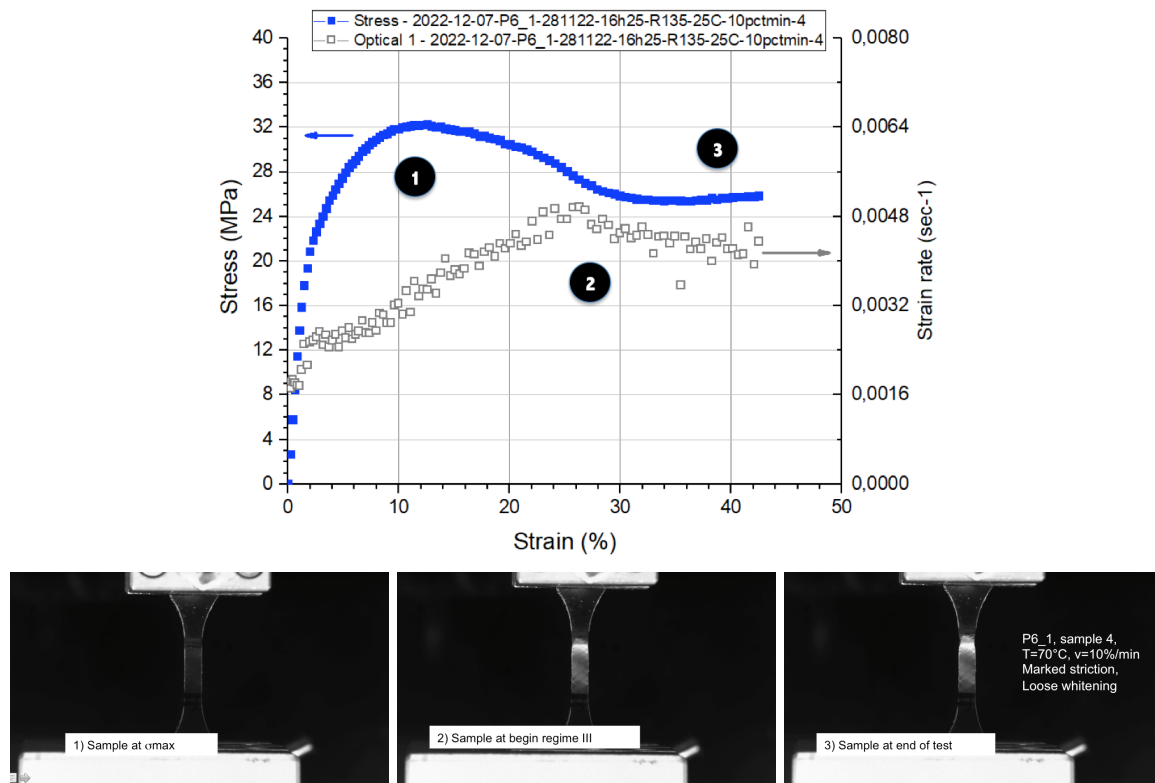 Stress - 2022-12-07-P6_1-281122-16h25-R135-25C-10pctmin-4
Optical 1 - 2022-12-07-P6_1-281122-16h25-R135-25C-10pctmin-4
40
36
32
28
24
20
16
12
8
4
0
Stress (MPa)
0,0080
0,0064
0,0048
0,0032
0,0016
0,0000
Strain rate (sec-1)
1
2
3
0
10
20
30
40
50
Strain (%)
1) Sample at σmax
2) Sample at begin regime III
P6_1, sample 4,
T=70°C, v=10%/min
Marked striction,
Loose whitening
3) Sample at end of test